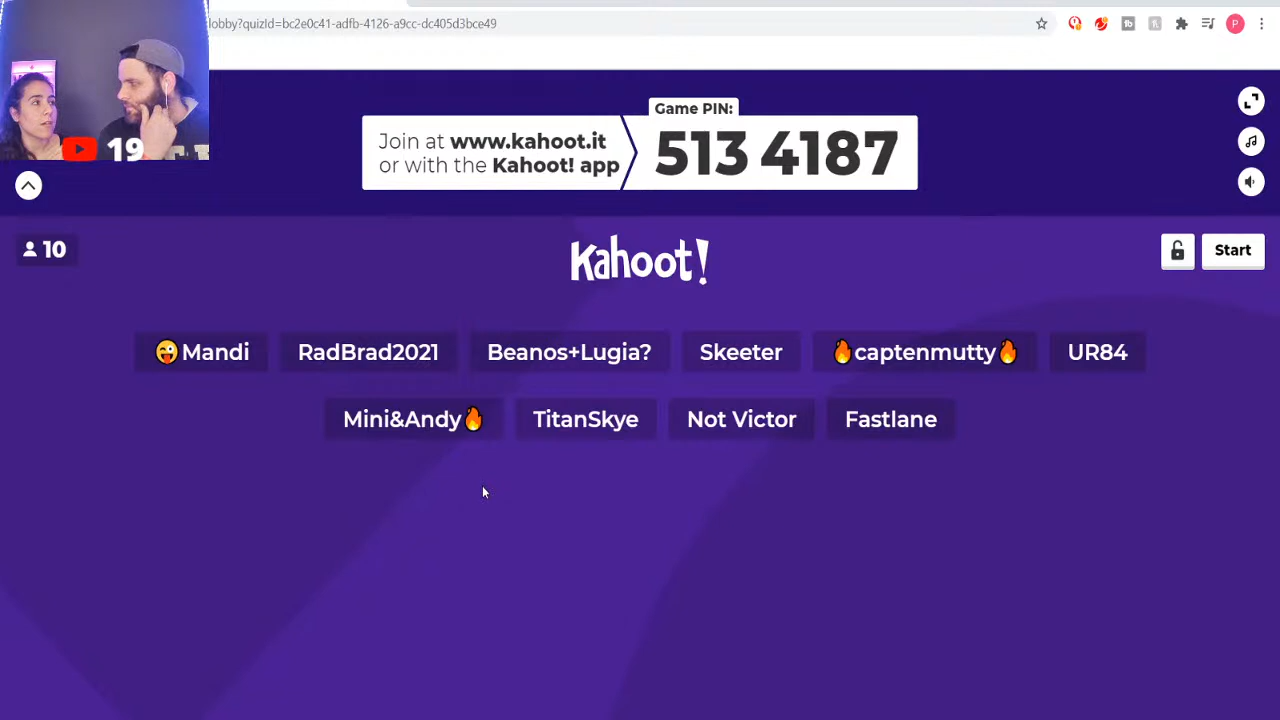 lobby?quizId=bc2e0c41-adfb-4126-a9cc-dc405d3bce49
P
Game PIN:
Join at www.kahoot.it
or with the Kahoot! app
513 4187
19
10
Kahoot!
Start
😜Mandi RadBrad2021 Beanos+Lugia? Skeeter 🔥captenmutty🔥 UR84
Mini&Andy🔥 TitanSkye Not Victor Fastlane